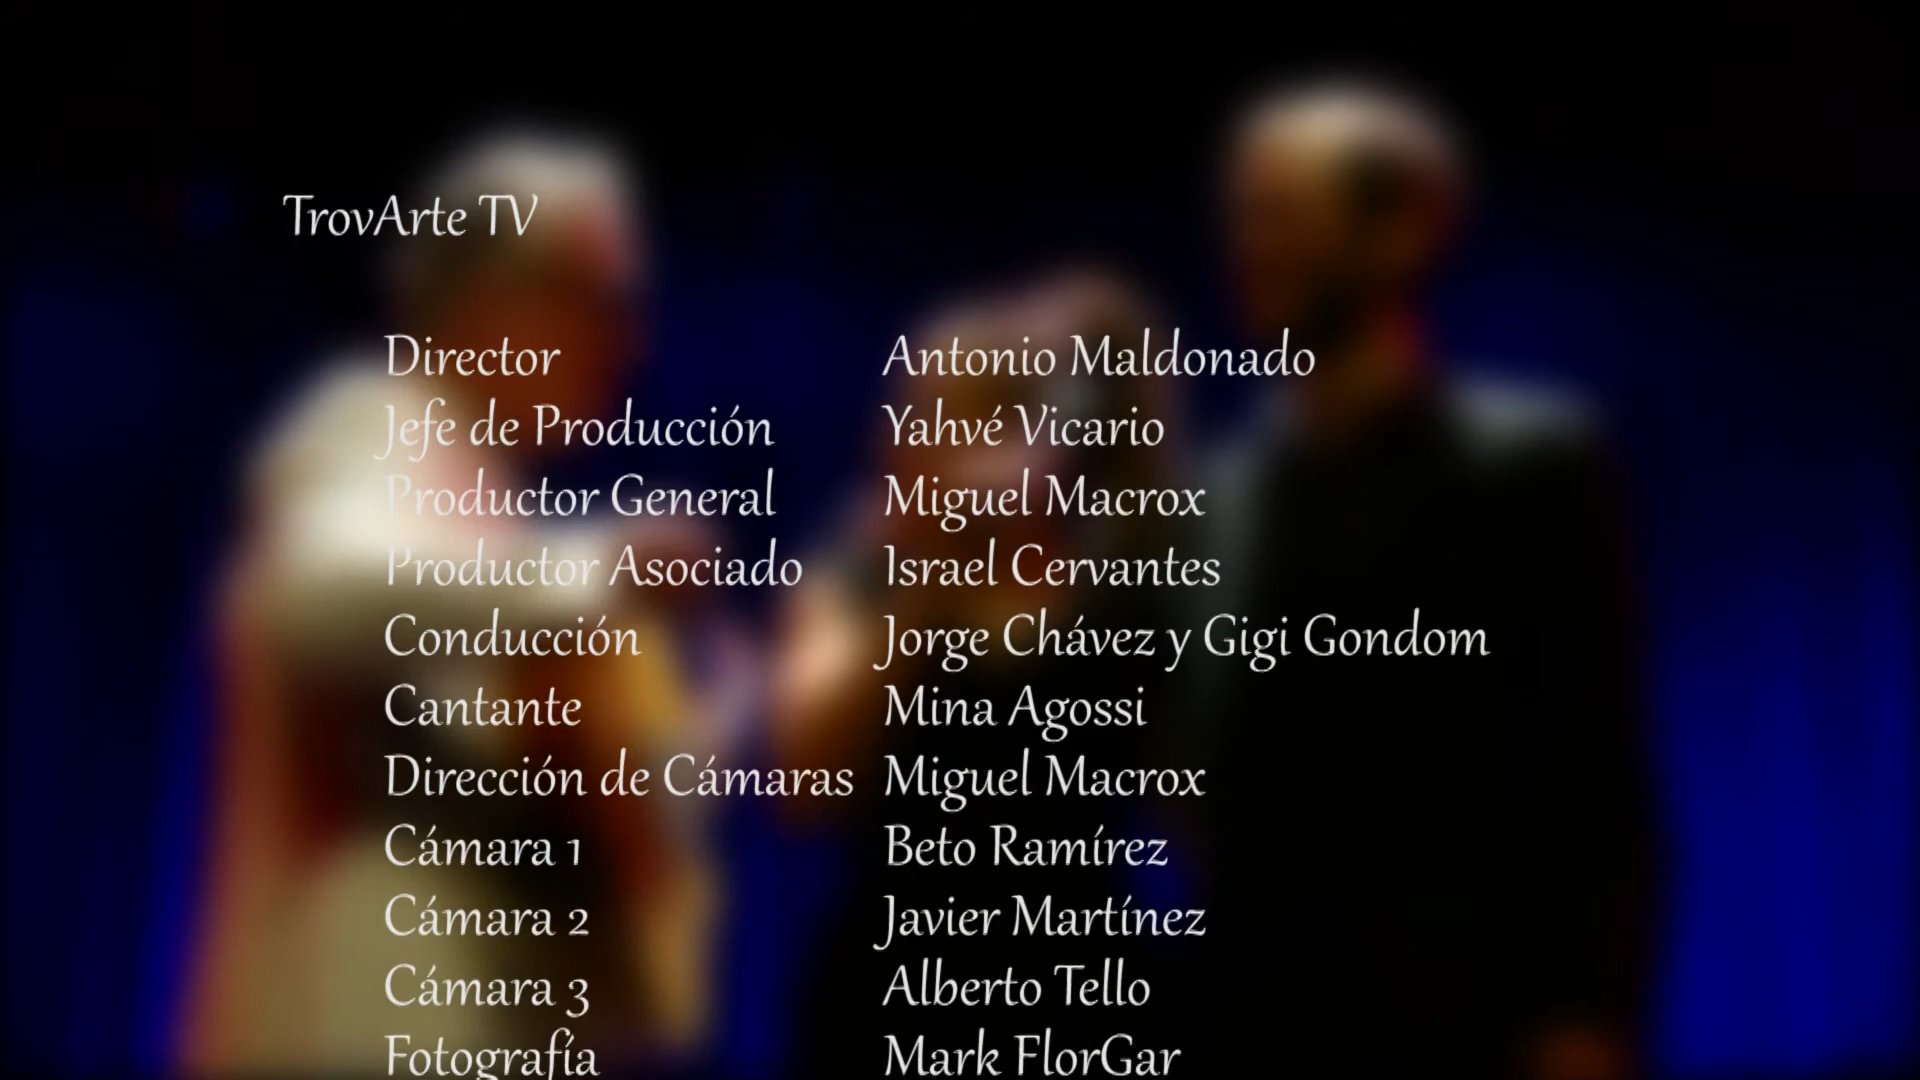 TrovArte TV
Director Antonio Maldonado
Jefe de Producción Yahvé Vicario
Productor General Miguel Macrox
Productor Asociado Israel Cervantes
Conducción Jorge Chávez y Gigi Gondom
Cantante Mina Agossi
Dirección de Cámaras Miguel Macrox
Cámara 1 Beto Ramírez
Cámara 2 Javier Martínez
Cámara 3 Alberto Tello
Fotografía Mark FlorGar